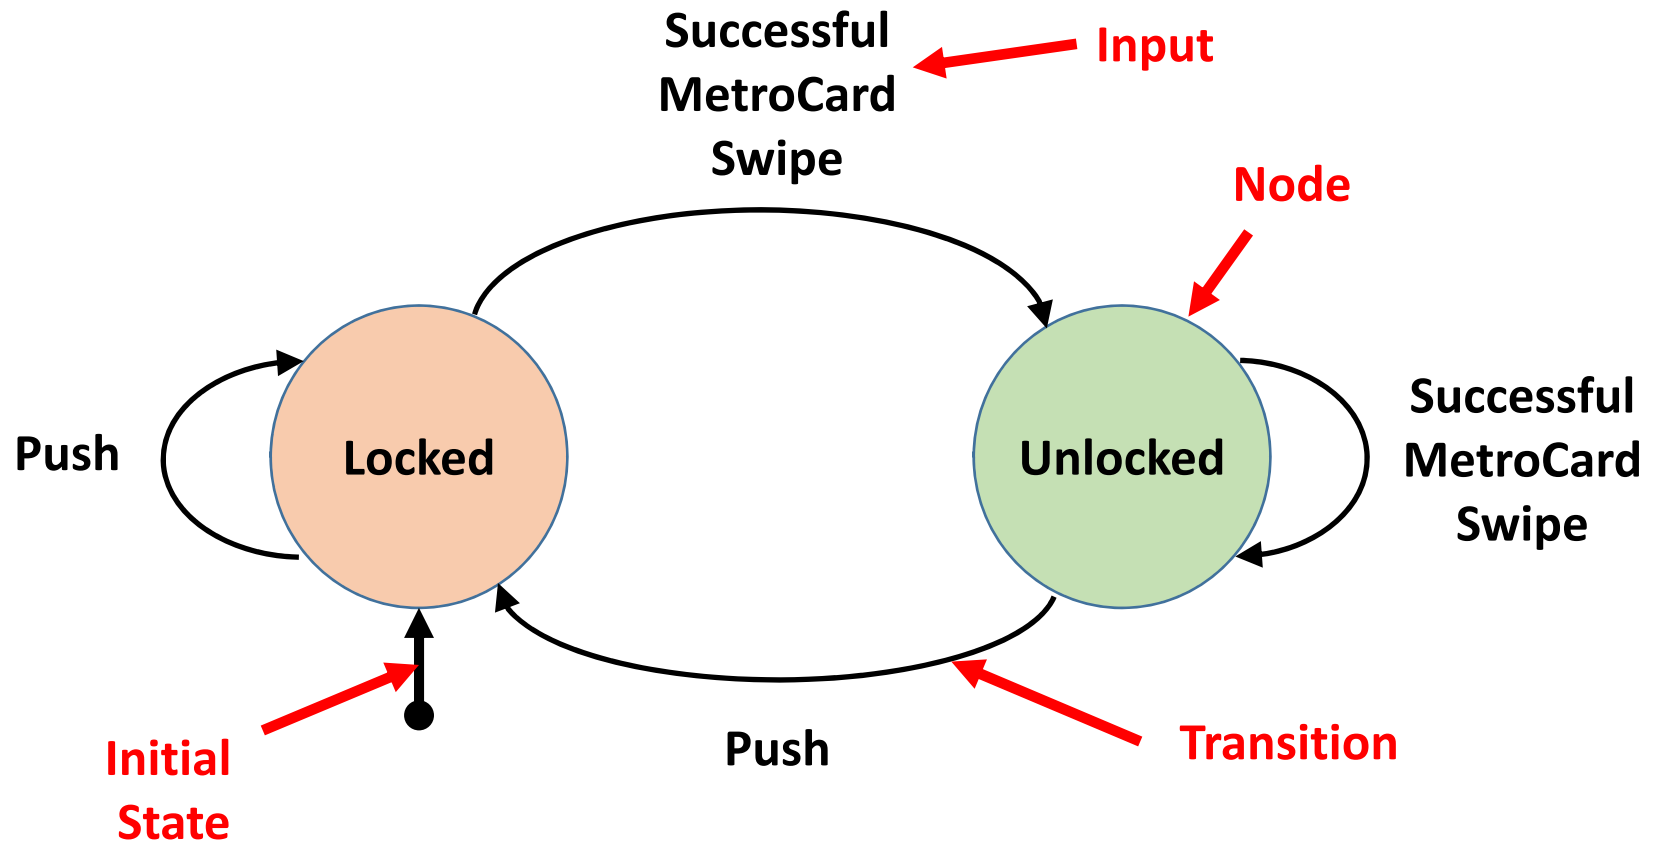 Successful
MetroCard
Swipe
Input
Node
Push
Locked
Unlocked
Successful
MetroCard
Swipe
Initial
State
Push
Transition